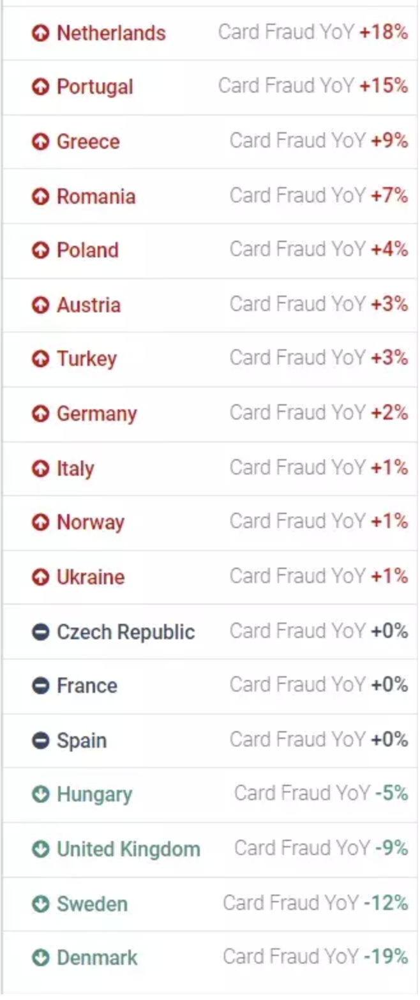 Netherlands Card Fraud YoY +18%
Portugal Card Fraud YoY +15%
Greece Card Fraud YoY +9%
Romania Card Fraud YoY +7%
Poland Card Fraud YoY +4%
Austria Card Fraud YoY +3%
Turkey Card Fraud YoY +3%
Germany Card Fraud YoY +2%
Italy Card Fraud YoY +1%
Norway Card Fraud YoY +1%
Ukraine Card Fraud YoY +1%
Czech Republic Card Fraud YoY +0%
France Card Fraud YoY +0%
Spain Card Fraud YoY +0%
Hungary Card Fraud YoY -5%
United Kingdom Card Fraud YoY -9%
Sweden Card Fraud YoY -12%
Denmark Card Fraud YoY -19%